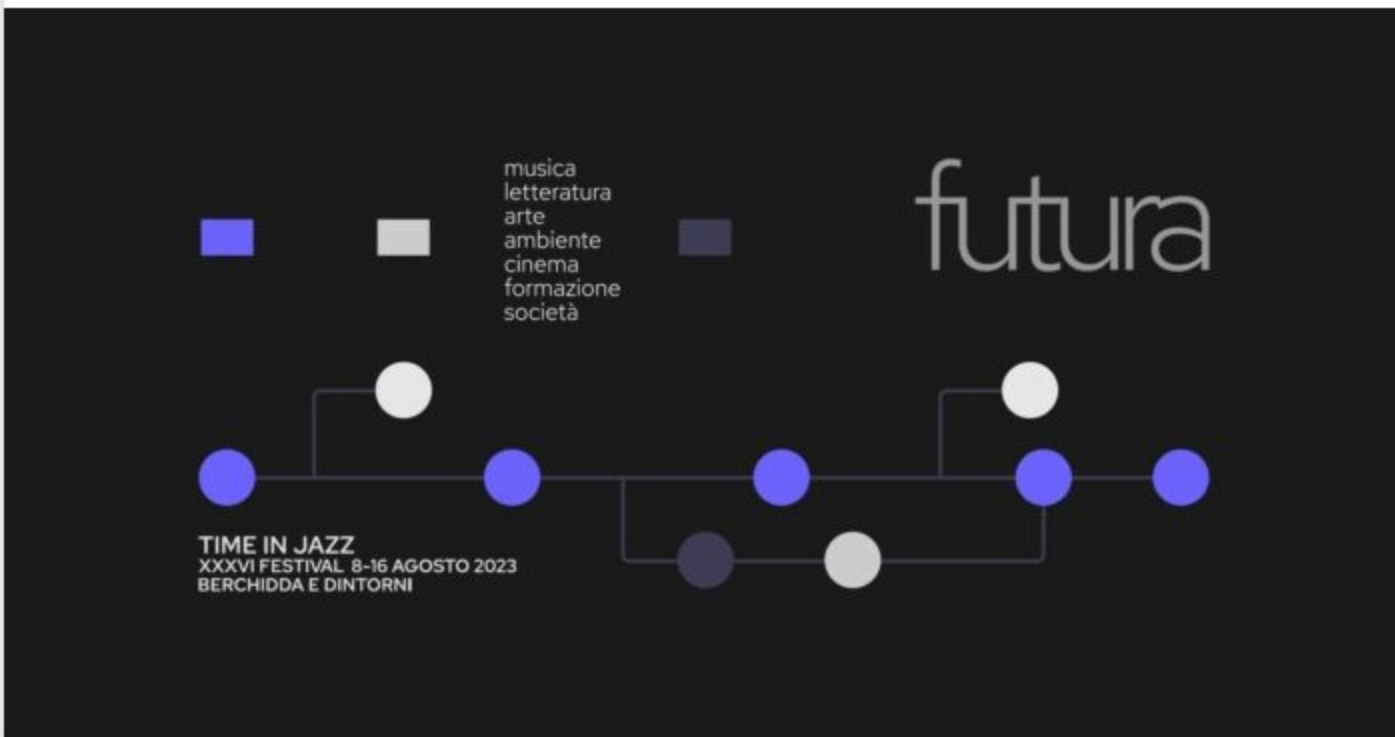 musica
letteratura
arte
ambiente
cinema
formazione
società
futura
TIME IN JAZZ
XXXVI FESTIVAL 8-16 AGOSTO 2023
BERCHIDDA E DINTORNI